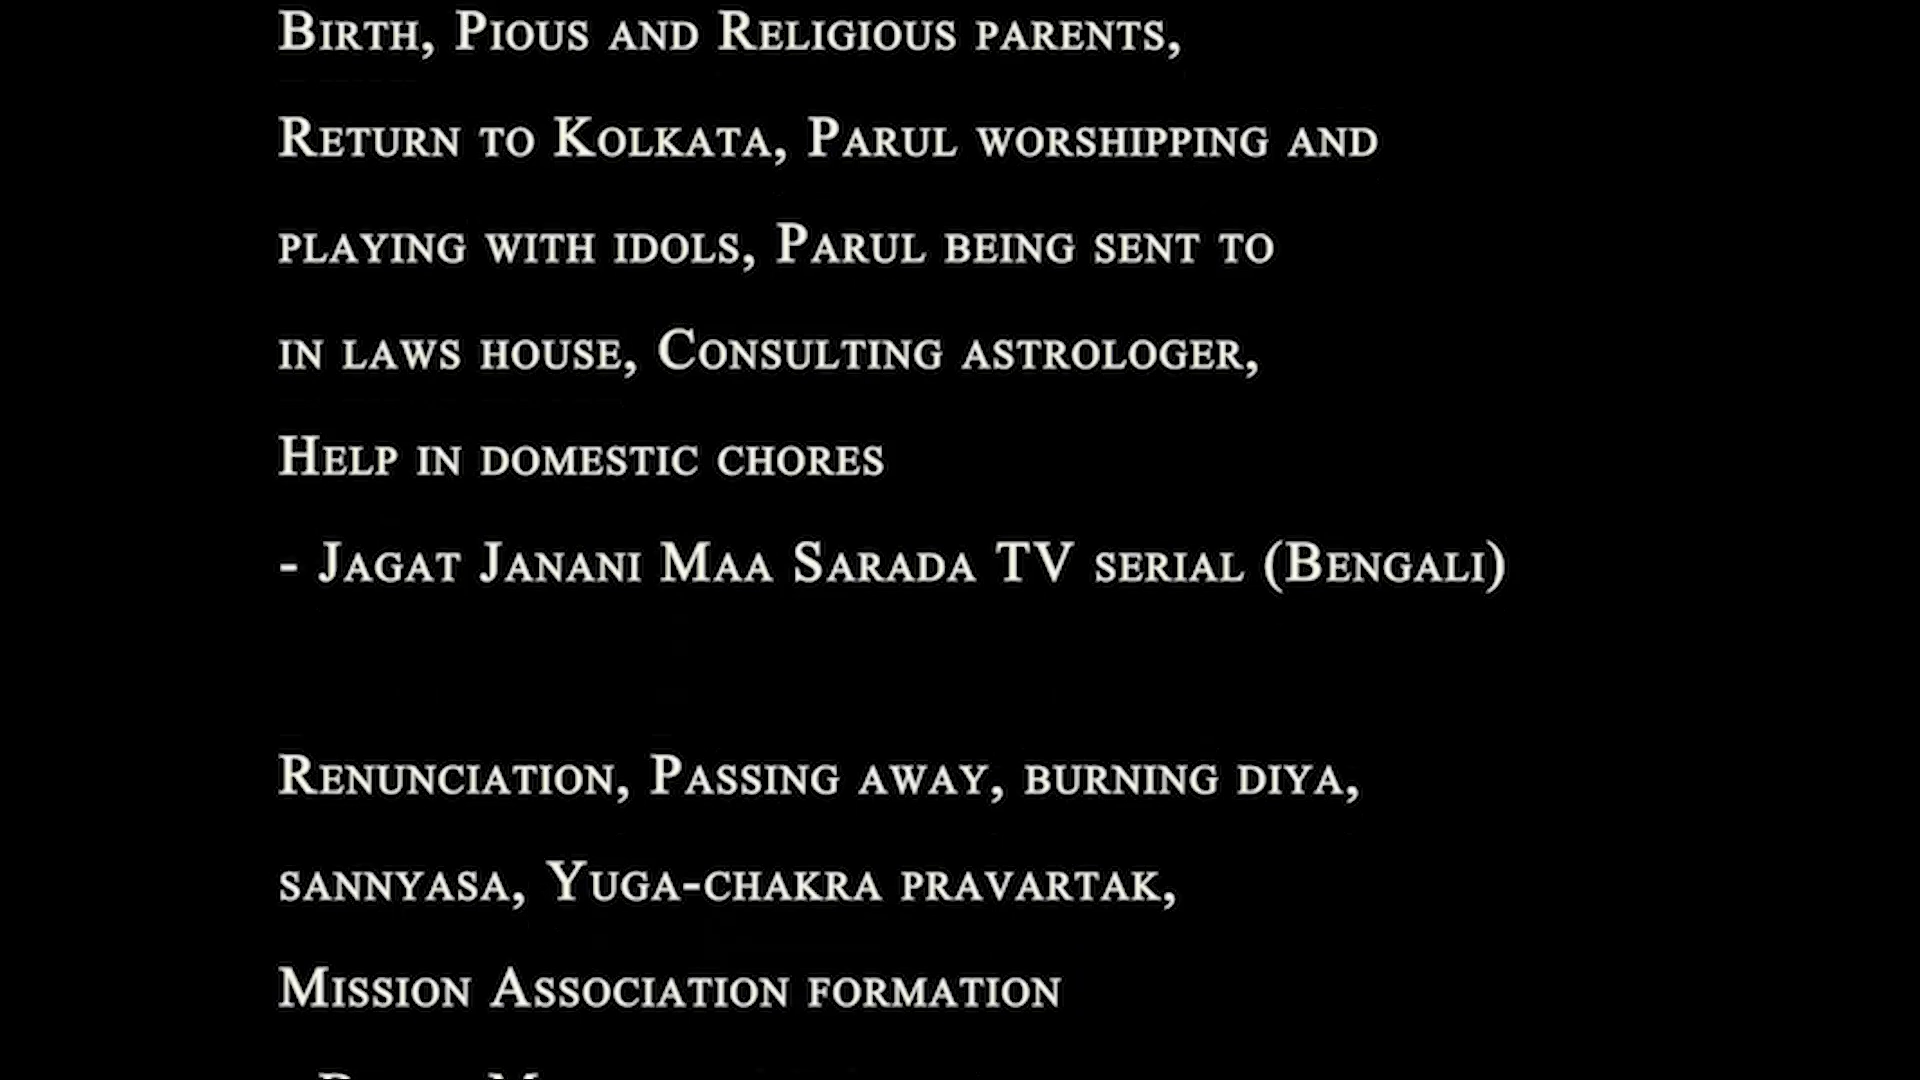 Birth, Pious and Religious parents,
Return to Kolkata, Parul worshipping and
playing with idols, Parul being sent to
in laws house, Consulting astrologer,
Help in domestic chores
- Jagat Janani Maa Sarada TV serial (Bengali)
Renunciation, Passing away, burning diya,
sannyasa, Yuga-chakra pravartak,
Mission Association formation